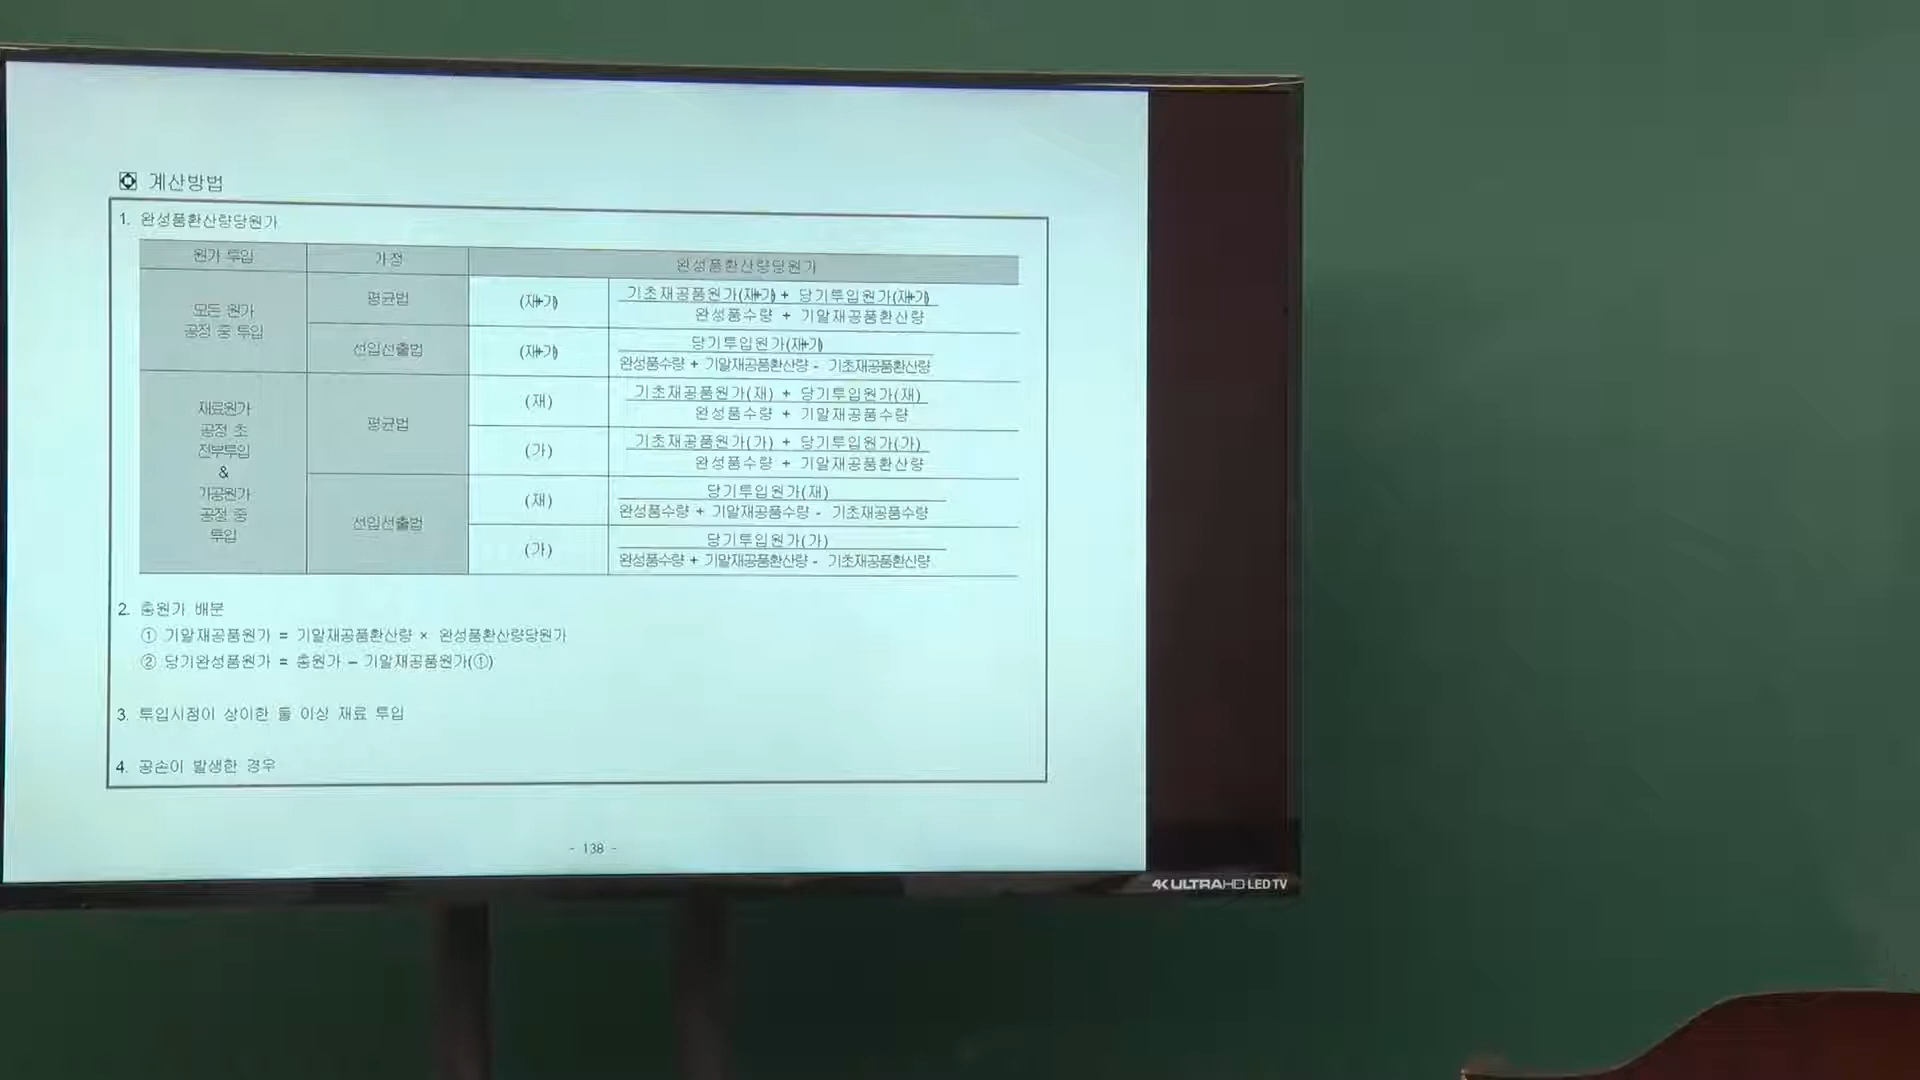 계산방법
1. 완성품환산량당원가
원가 투입 가정 완성품환산량당원가
모든 원가
공정 중 투입
평균법 (재+가) 기초재공품원가(재+가) + 당기투입원가(재+가)
완성품수량 + 기말재공품환산량
선입선출법 (재+가) 당기투입원가(재+가)
완성품수량 + 기말재공품환산량 - 기초재공품환산량
재료원가
공정 초
전부투입
&
가공원가
공정 중
투입
평균법 (재) 기초재공품원가(재) + 당기투입원가(재)
완성품수량 + 기말재공품수량
(가) 기초재공품원가(가) + 당기투입원가(가)
완성품수량 + 기말재공품환산량
선입선출법 (재) 당기투입원가(재)
완성품수량 + 기말재공품수량 - 기초재공품수량
(가) 당기투입원가(가)
완성품수량 + 기말재공품환산량 - 기초재공품환산량
2. 총원가 배분
① 기말재공품원가 = 기말재공품환산량 × 완성품환산량당원가
② 당기완성품원가 = 총원가 – 기말재공품원가(①)
3. 투입시점이 상이한 둘 이상 재료 투입
4. 공손이 발생한 경우
- 138 -
4K ULTRA HD LED TV